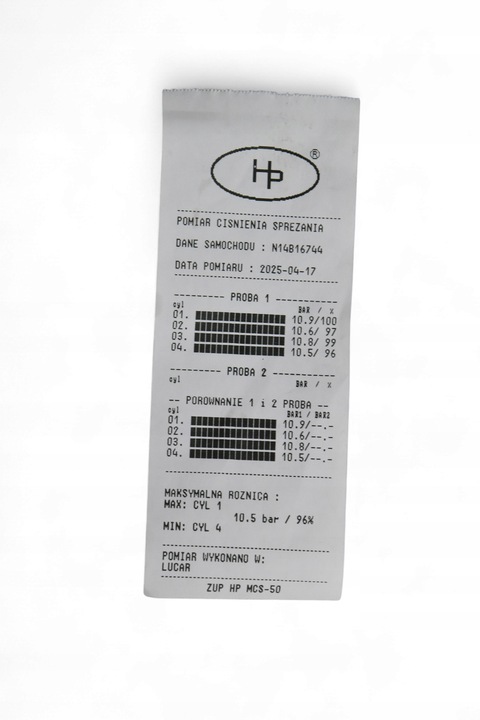 HP ®
POMIAR CISNIENIA SPREZANIA
DANE SAMOCHODU : N14B16744
DATA POMIARU : 2025-04-17
PROBA 1
cyl BAR / %
01. 10.9/100
02. 10.6/ 97
03. 10.8/ 99
04. 10.5/ 96
PROBA 2
cyl BAR / %
POROWNANIE 1 i 2 PROBA
cyl BAR1 / BAR2
01. 10.9/--.-
02. 10.6/--.-
03. 10.8/--.-
04. 10.5/--.-
MAKSYMALNA ROZNICA :
MAX: CYL 1
10.5 bar / 96%
MIN: CYL 4
POMIAR WYKONANO W:
LUCAR
ZUP HP MCS-50